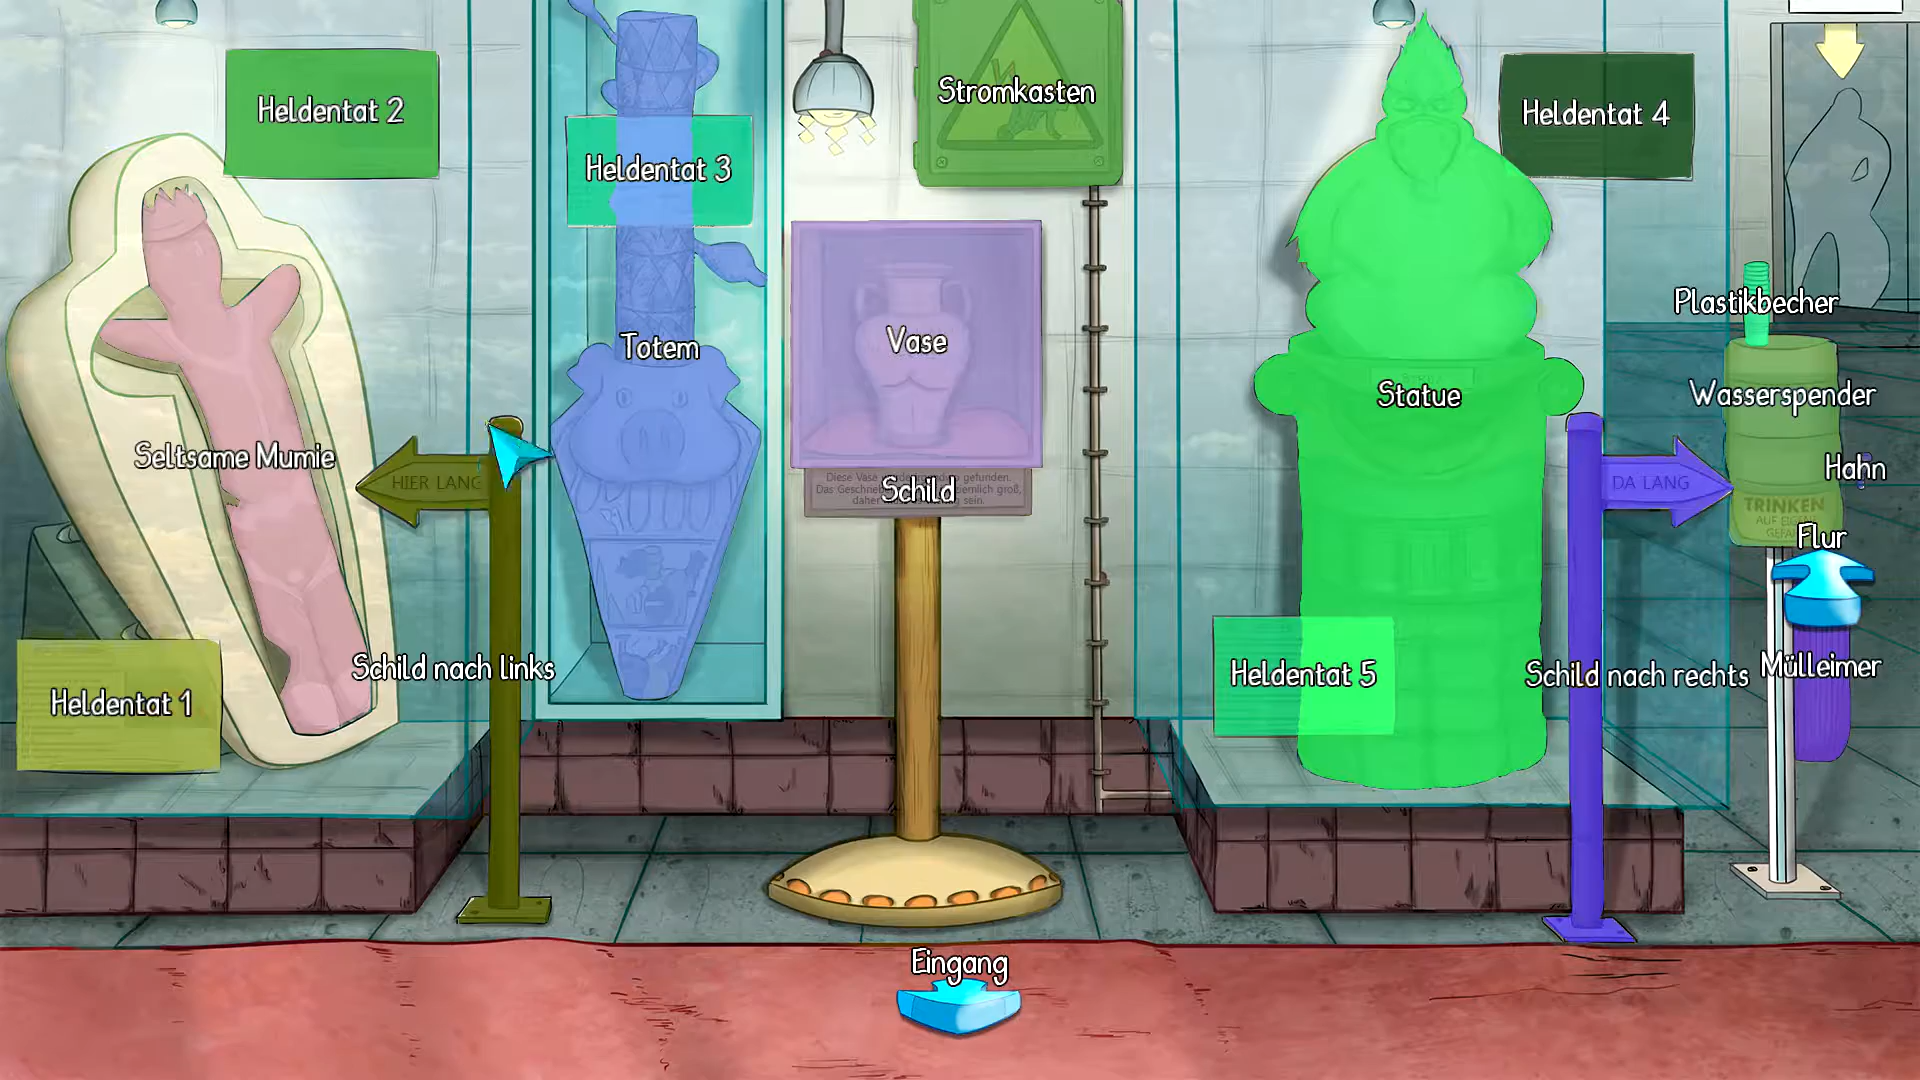 Heldentat 2
Stromkasten
Heldentat 4
Heldentat 3
Plastikbecher
Vase
Totem
Statue
Wasserspender
Seltsame Mumie
Hahn
HIER LANG
DA LANG
Diese Vase gefunden.
Das groß,
daher sein.
Schild
TRINKEN
AUF
Flur
Schild nach links
Heldentat 5
Schild nach rechts
Mülleimer
Heldentat 1
Eingang